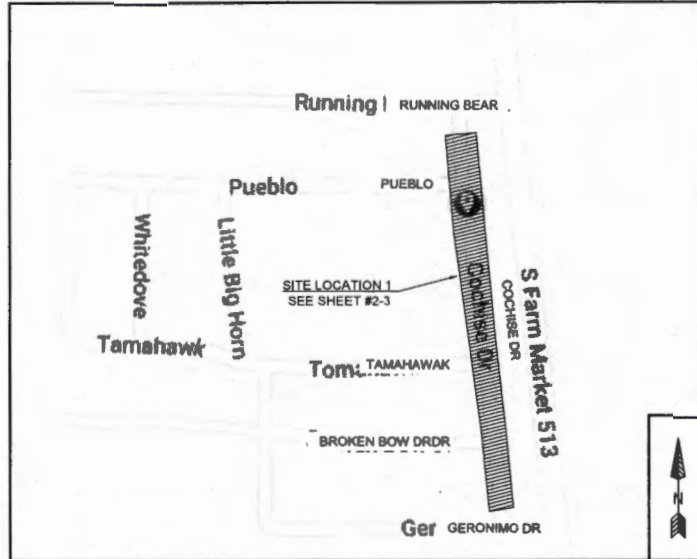 Running RUNNING BEAR
Pueblo PUEBLO
Whitedove
Little Big Horn
SITE LOCATION 1
SEE SHEET #2-3
Cochise Dr
S Farm Market 513
COCHISE DR
Tamahawk
Tom TAMAHAWAK
BROKEN BOW DRDR
Ger GERONIMO DR
N